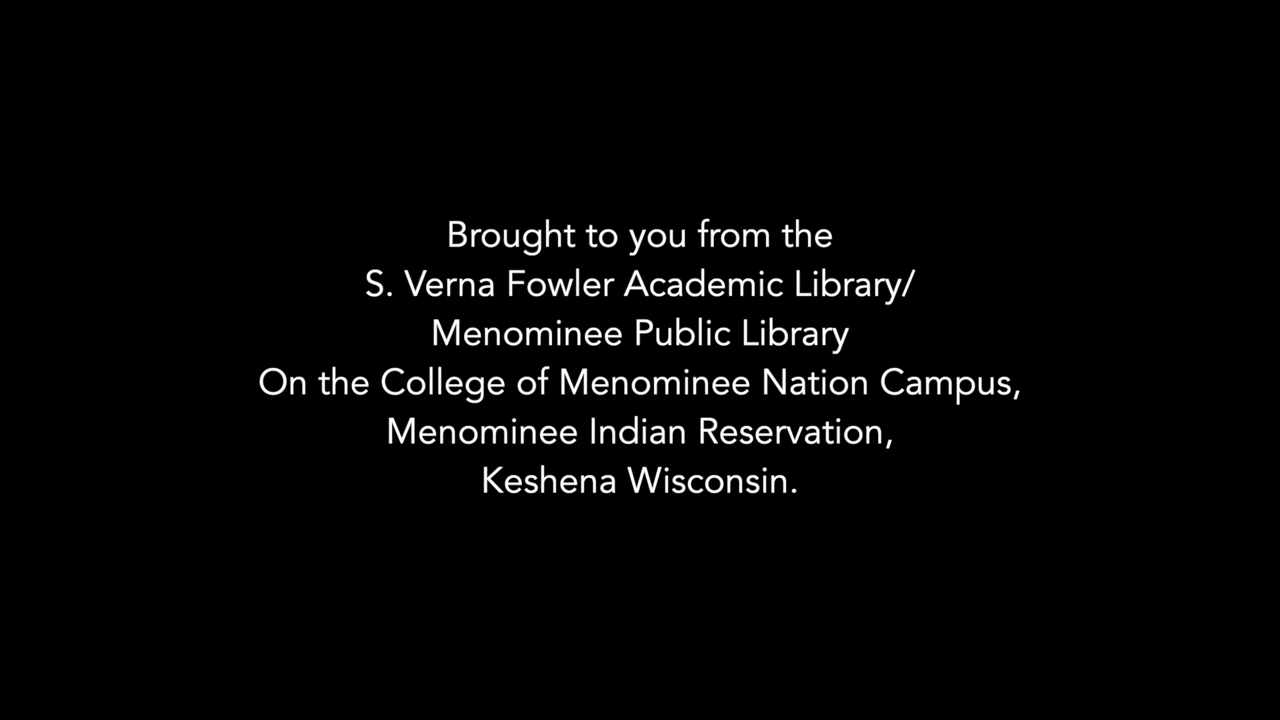 Brought to you from the
S. Verna Fowler Academic Library/
Menominee Public Library
On the College of Menominee Nation Campus,
Menominee Indian Reservation,
Keshena Wisconsin.